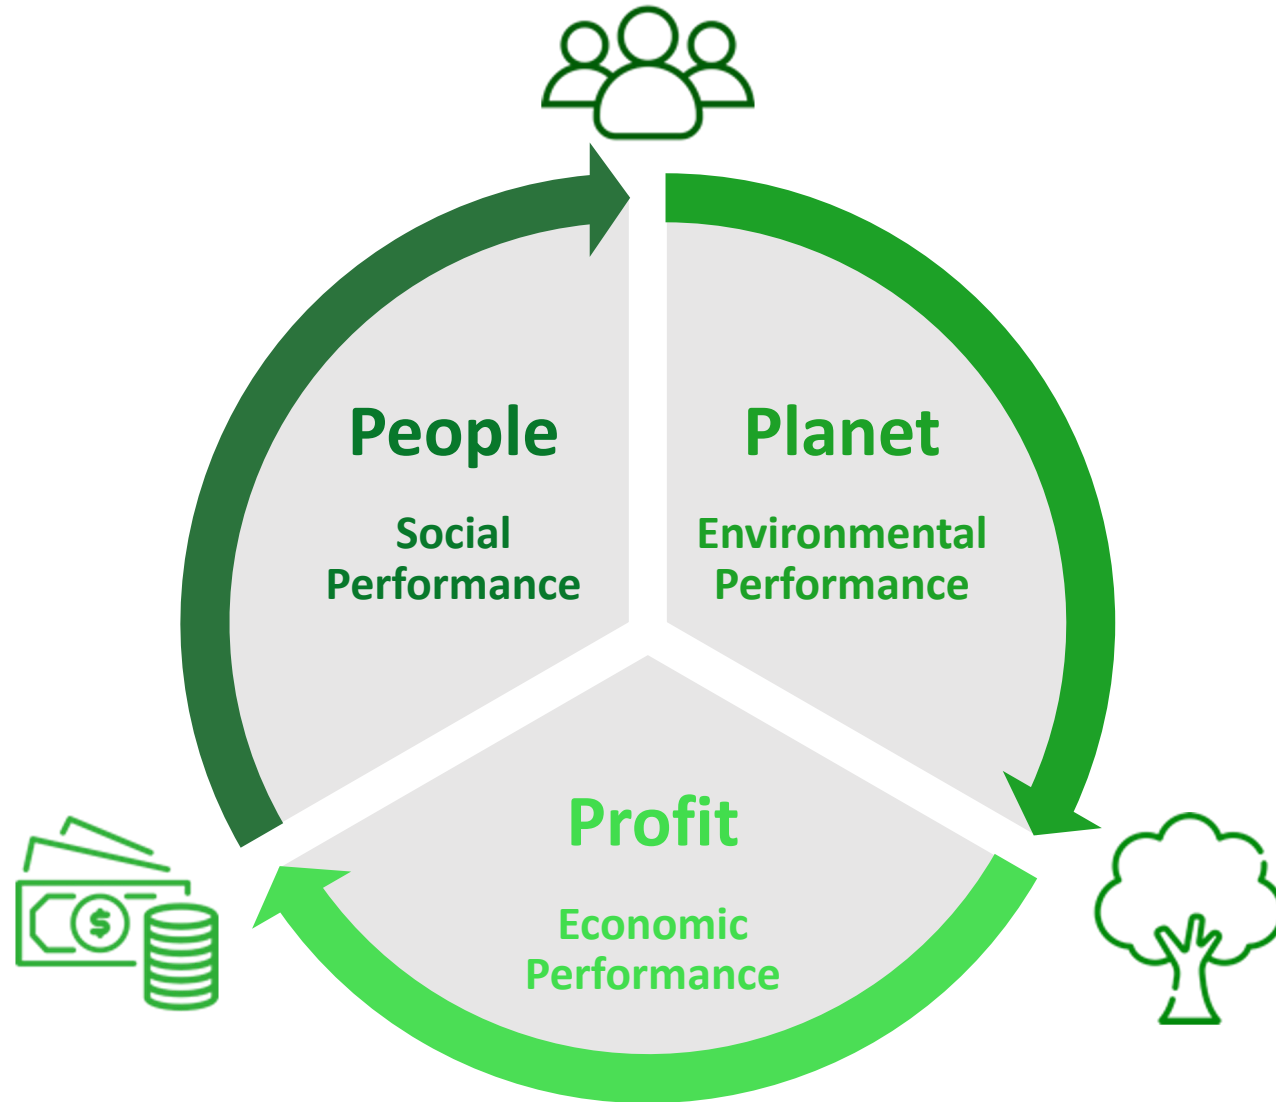 People
Social
Performance
Planet
Environmental
Performance
Profit
Economic
Performance
$